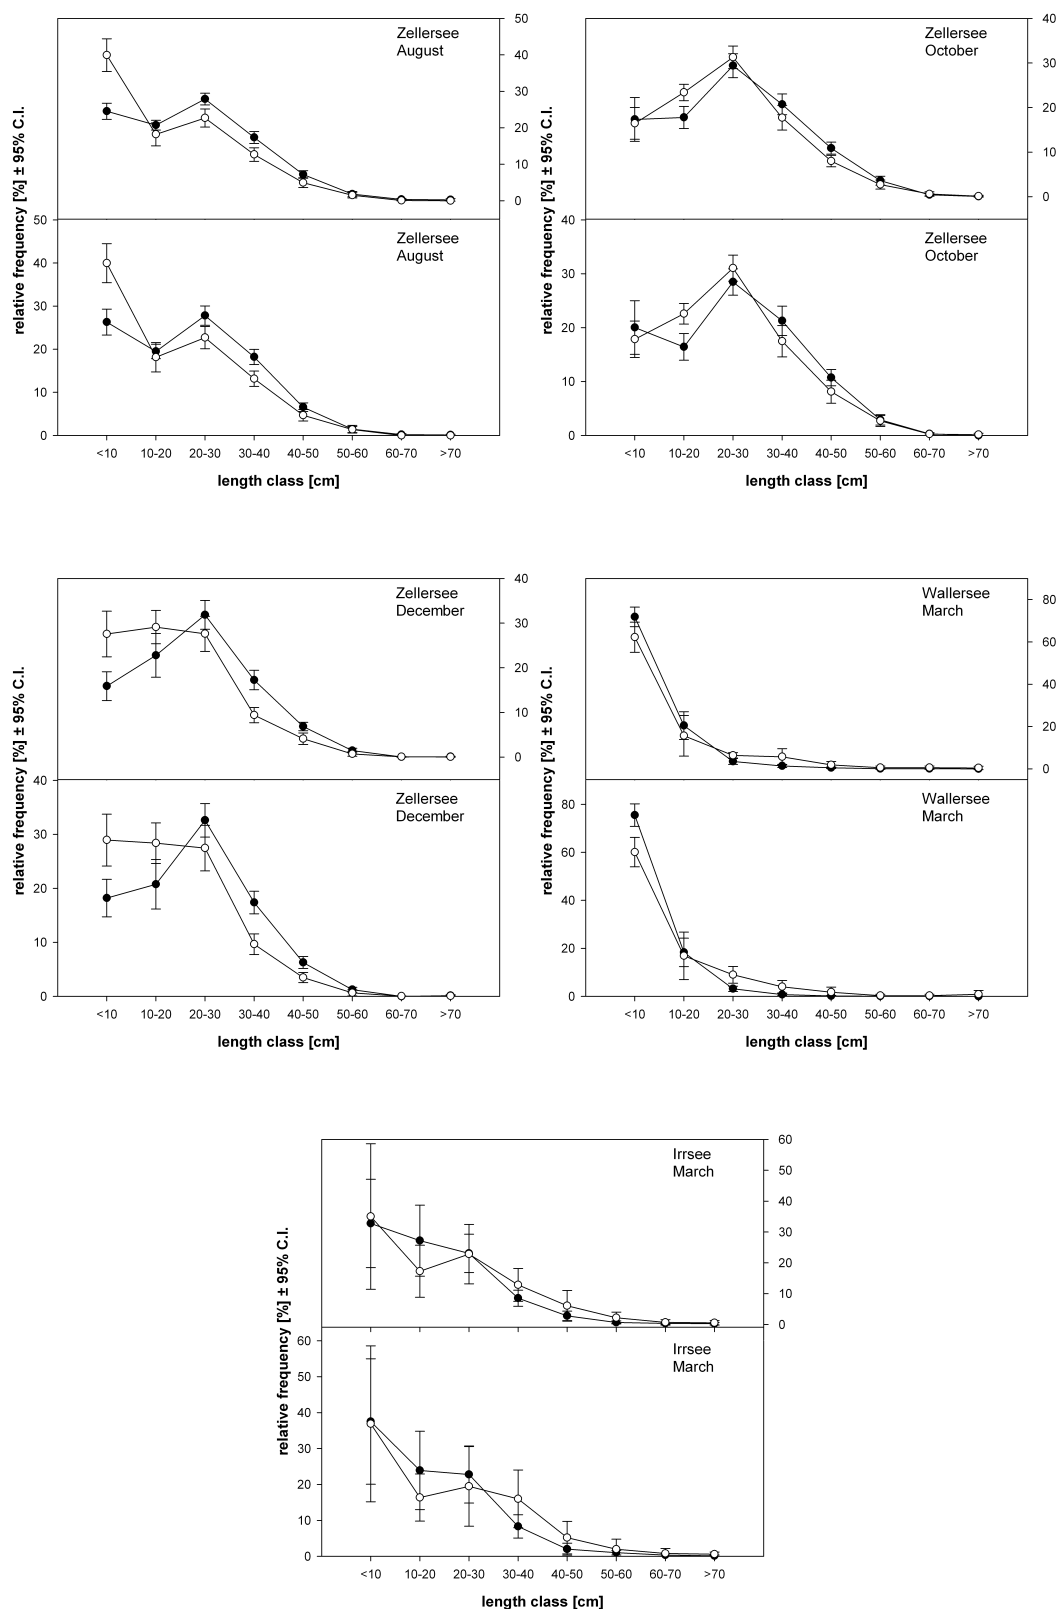 Zellersee
August
50
40
30
20
10
0
Zellersee
October
40
30
20
10
0
relative frequency [%] ± 95% C.I.
50
40
30
20
10
0
Zellersee
August
<10 10-20 20-30 30-40 40-50 50-60 60-70 >70
length class [cm]
relative frequency [%] ± 95% C.I.
40
30
20
10
0
Zellersee
October
<10 10-20 20-30 30-40 40-50 50-60 60-70 >70
length class [cm]
Zellersee
December
40
30
20
10
0
Wallersee
March
80
60
40
20
0
relative frequency [%] ± 95% C.I.
40
30
20
10
0
Zellersee
December
<10 10-20 20-30 30-40 40-50 50-60 60-70 >70
length class [cm]
relative frequency [%] ± 95% C.I.
80
60
40
20
0
Wallersee
March
<10 10-20 20-30 30-40 40-50 50-60 60-70 >70
length class [cm]
Irrsee
March
60
50
40
30
20
10
0
relative frequency [%] ± 95% C.I.
60
50
40
30
20
10
0
Irrsee
March
<10 10-20 20-30 30-40 40-50 50-60 60-70 >70
length class [cm]